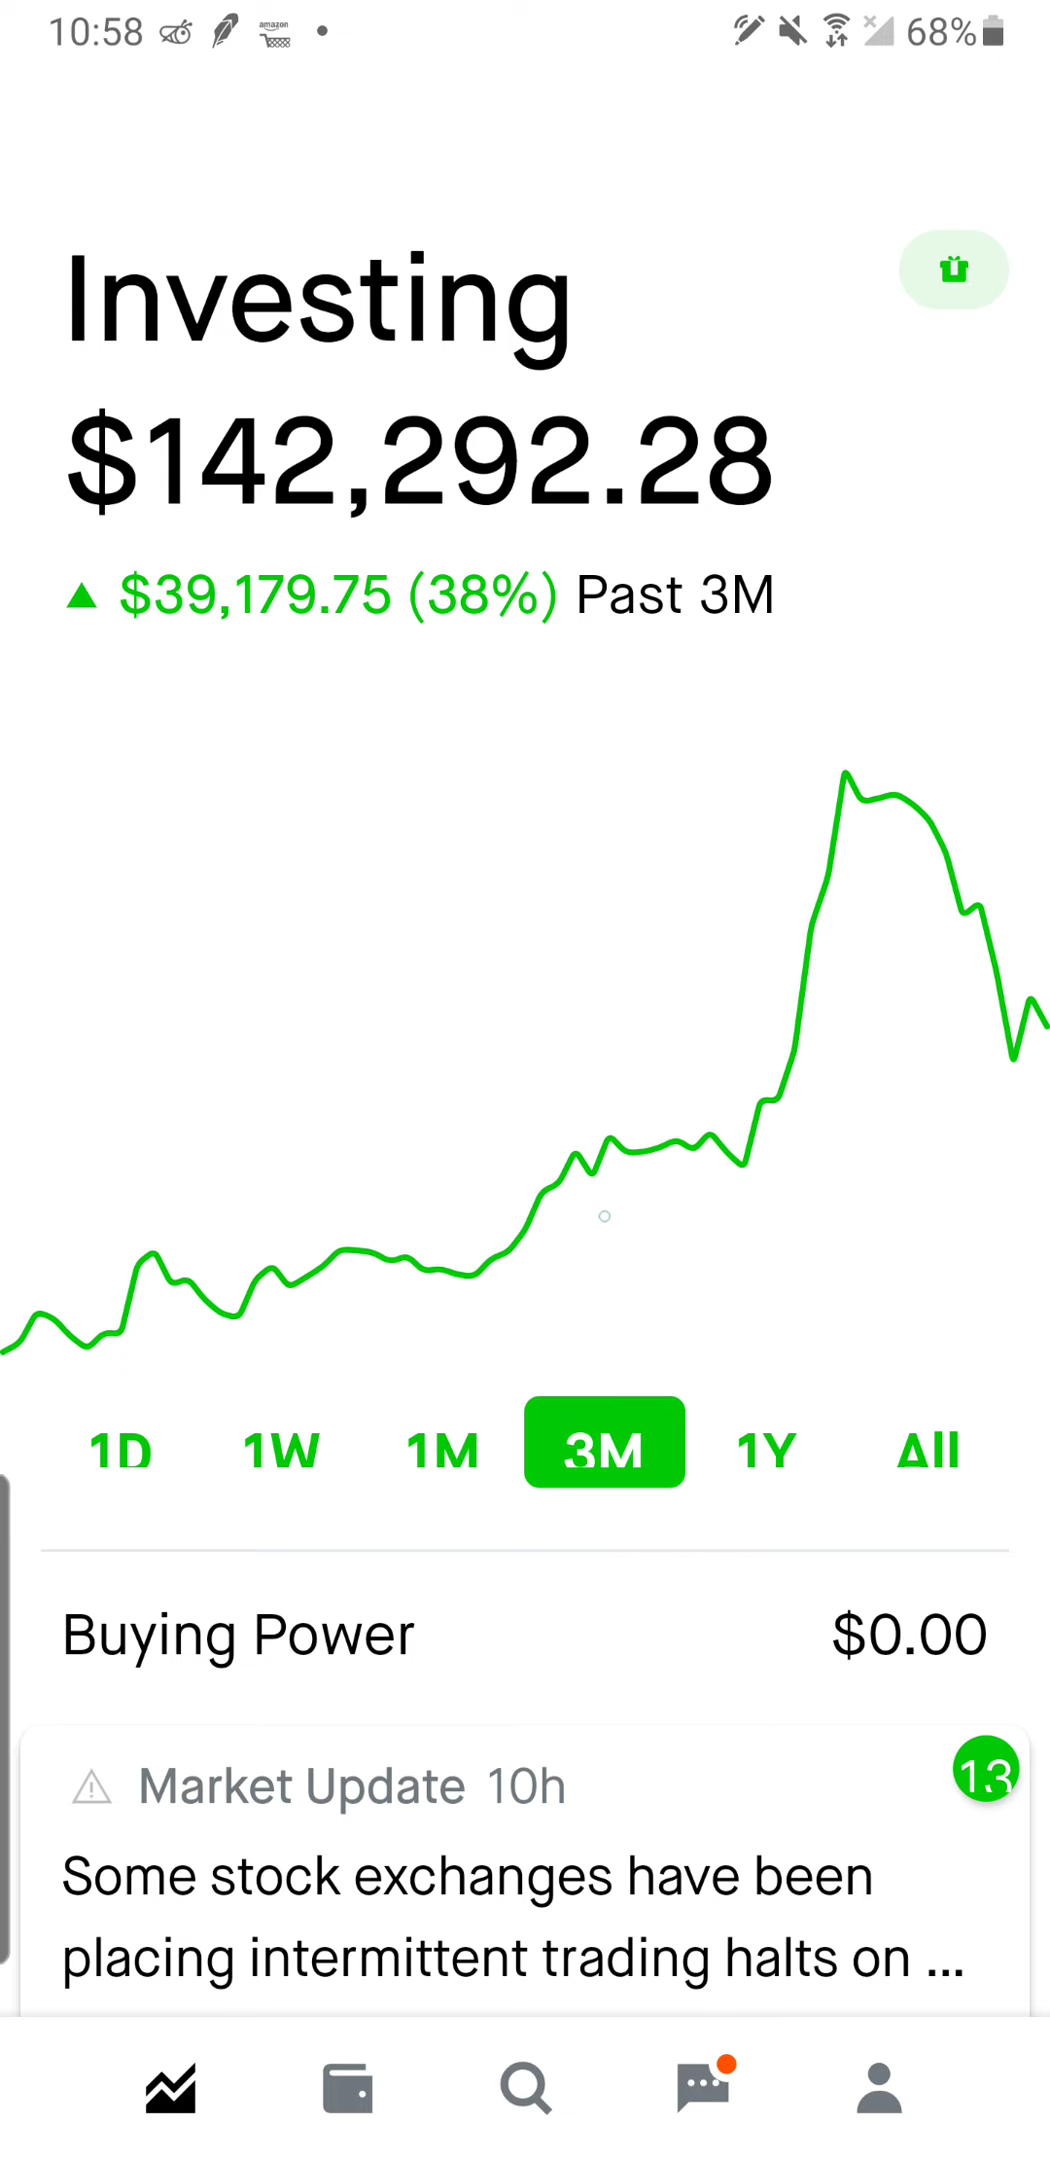 10:58
amazon
68%
Investing
$142,292.28
▲ $39,179.75 (38%) Past 3M
1D 1W 1M 3M 1Y All
Buying Power $0.00
Market Update 10h
13
Some stock exchanges have been
placing intermittent trading halts on ...